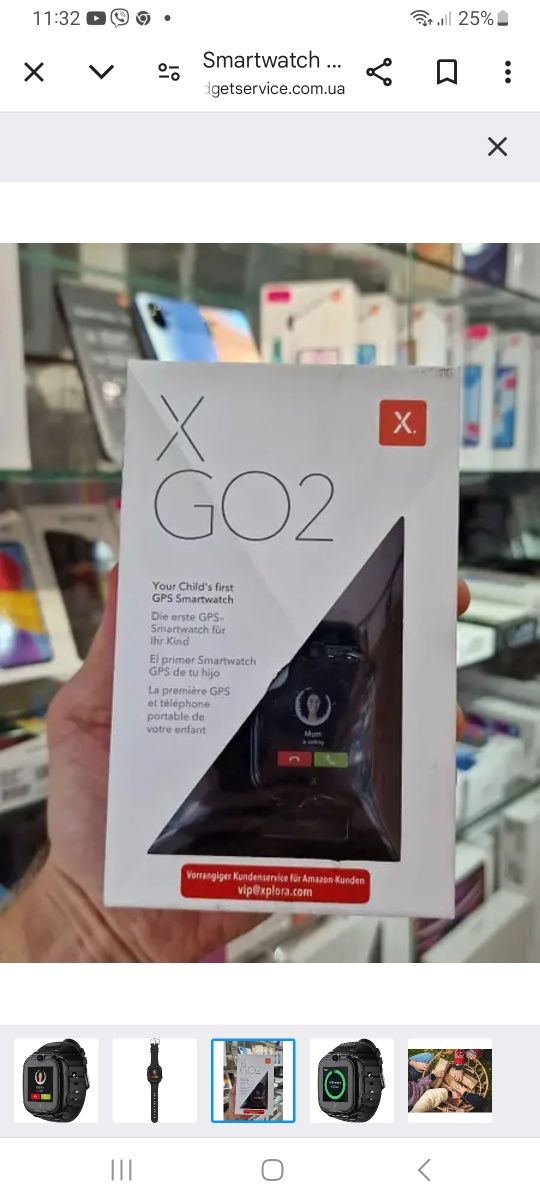 11:32
25%
Smartwatch ...
dgetservice.com.ua
X
GO2
X.
Your Child's first
GPS Smartwatch
Die erste GPS-
Smartwatch für
Ihr Kind
El primer Smartwatch
GPS de tu hijo
La première GPS
et téléphone
portable de
votre enfant
Mum
is calling
X
Vorrangiger Kundenservice für Amazon-Kunden
vip@xplora.com
X
GO2